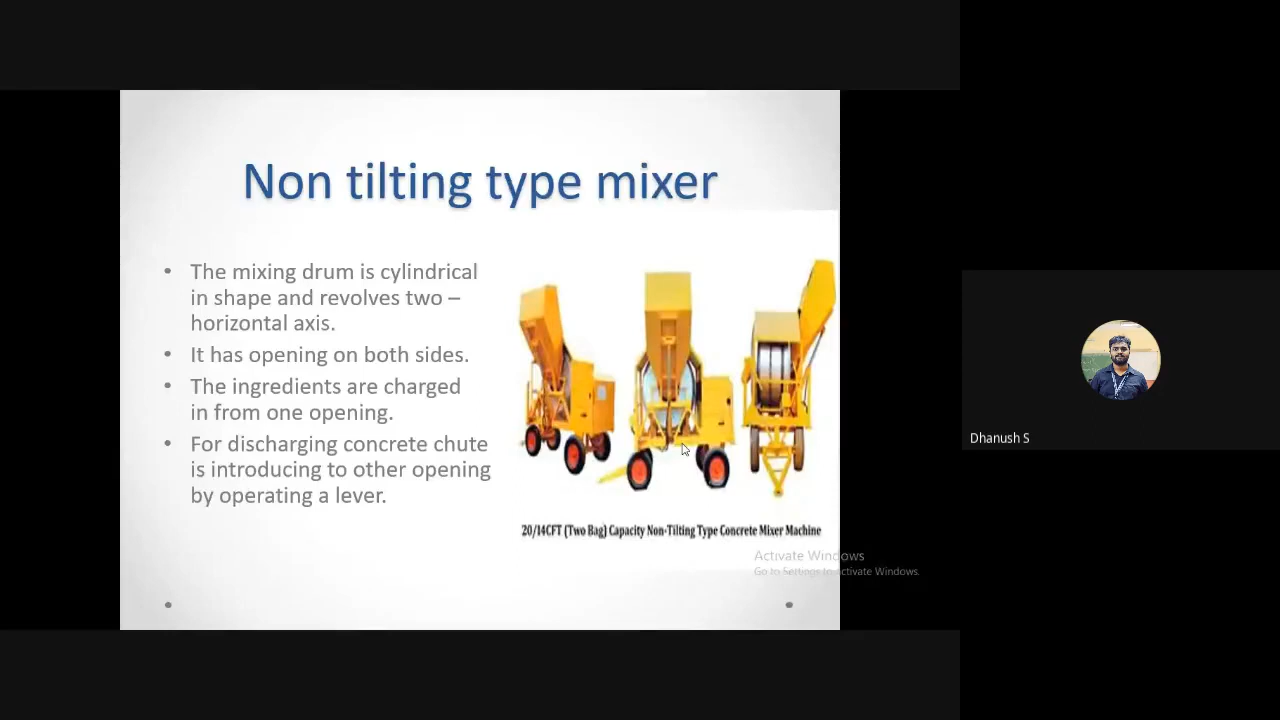 Non tilting type mixer
• The mixing drum is cylindrical
in shape and revolves two –
horizontal axis.
• It has opening on both sides.
• The ingredients are charged
in from one opening.
• For discharging concrete chute
is introducing to other opening
by operating a lever.
20/14CFT (Two Bag) Capacity Non-Tilting Type Concrete Mixer Machine
Activate Windows
Go to Settings to activate Windows.
Dhanush S